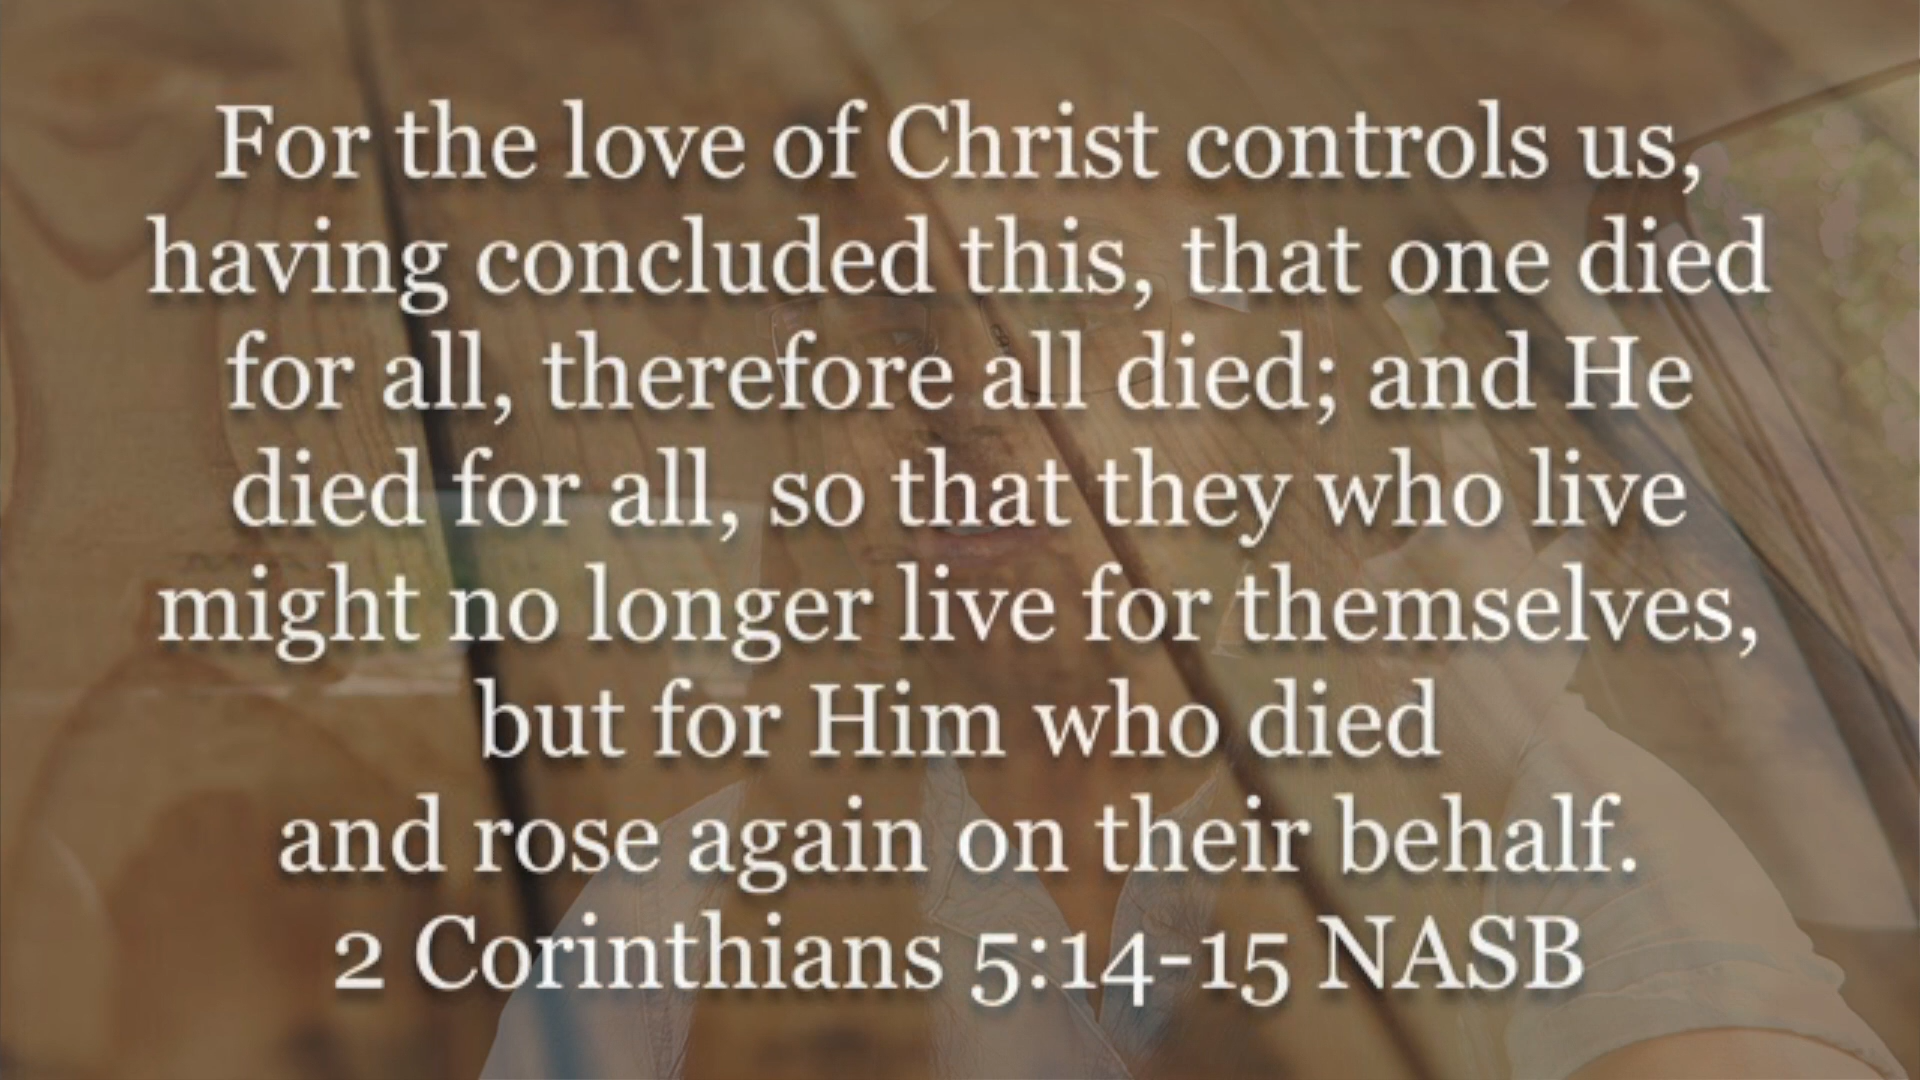 For the love of Christ controls us,
having concluded this, that one died
for all, therefore all died; and He
died for all, so that they who live
might no longer live for themselves,
but for Him who died
and rose again on their behalf.
2 Corinthians 5:14-15 NASB